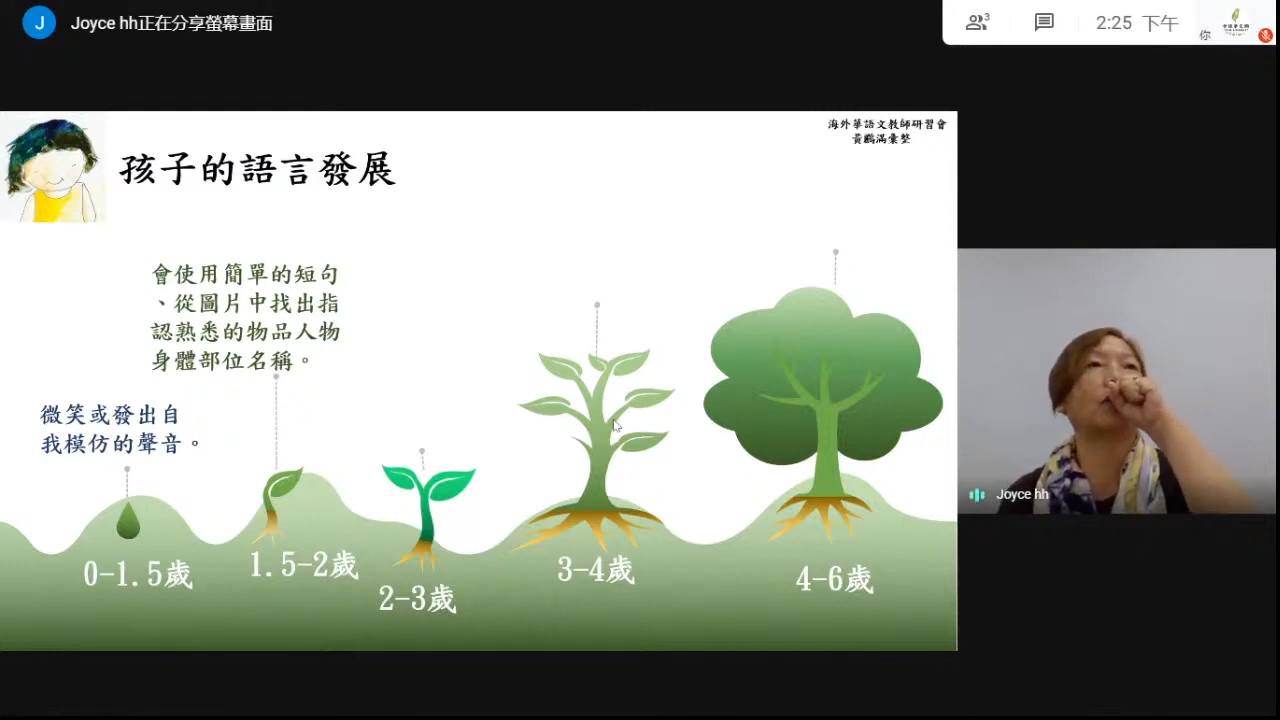 J
Joyce hh正在分享螢幕畫面
3
2:25 下午
你
海外華語文教師研習會
黃鸝滿彙整
孩子的語言發展
會使用簡單的短句
、從圖片中找出指
認熟悉的物品人物
身體部位名稱。
微笑或發出自
我模仿的聲音。
0-1.5歲
1.5-2歲
2-3歲
3-4歲
4-6歲
Joyce hh